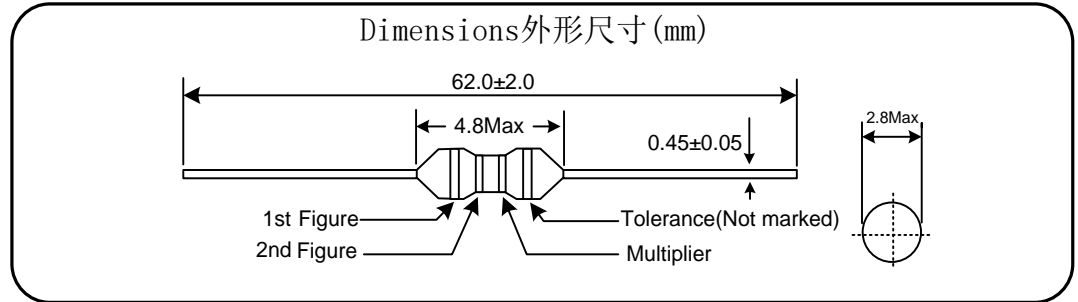 Dimensions外形尺寸(mm)
62.0±2.0
4.8Max
2.8Max
0.45±0.05
1st Figure
Tolerance(Not marked)
2nd Figure
Multiplier